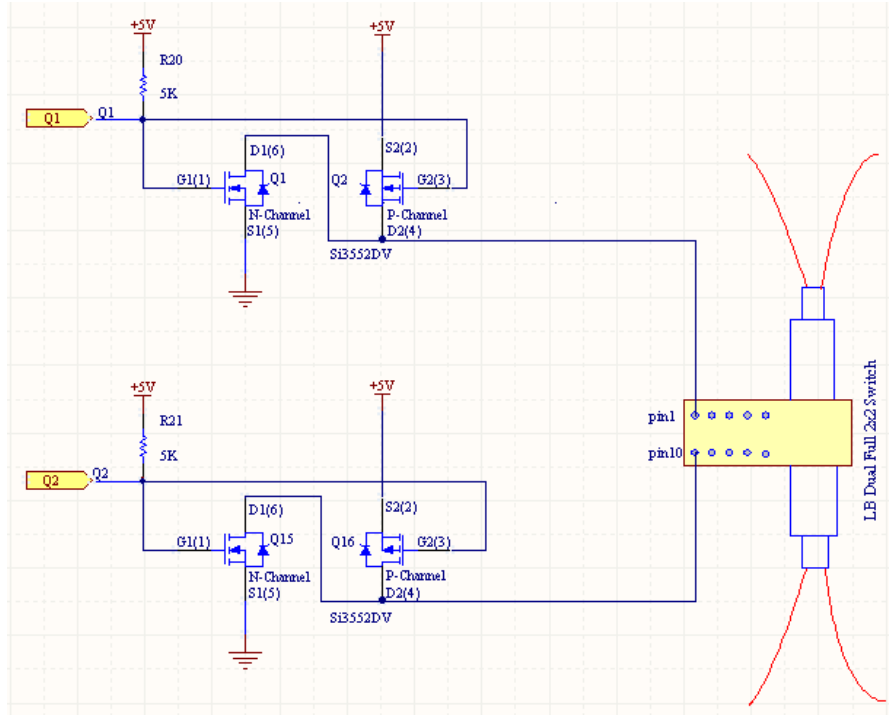 +5V
+5V
R20
5K
Q1
Q1
D1(6)
S2(2)
G1(1)
Q1
Q2
G2(3)
N-Channel
P-Channel
S1(5)
D2(4)
Si3552DV
+5V
+5V
R21
5K
pin1
pin10
LB Dual Full 2x2 Switch
Q2
Q2
D1(6)
S2(2)
G1(1)
Q15
Q16
G2(3)
N-Channel
P-Channel
S1(5)
D2(4)
Si3552DV